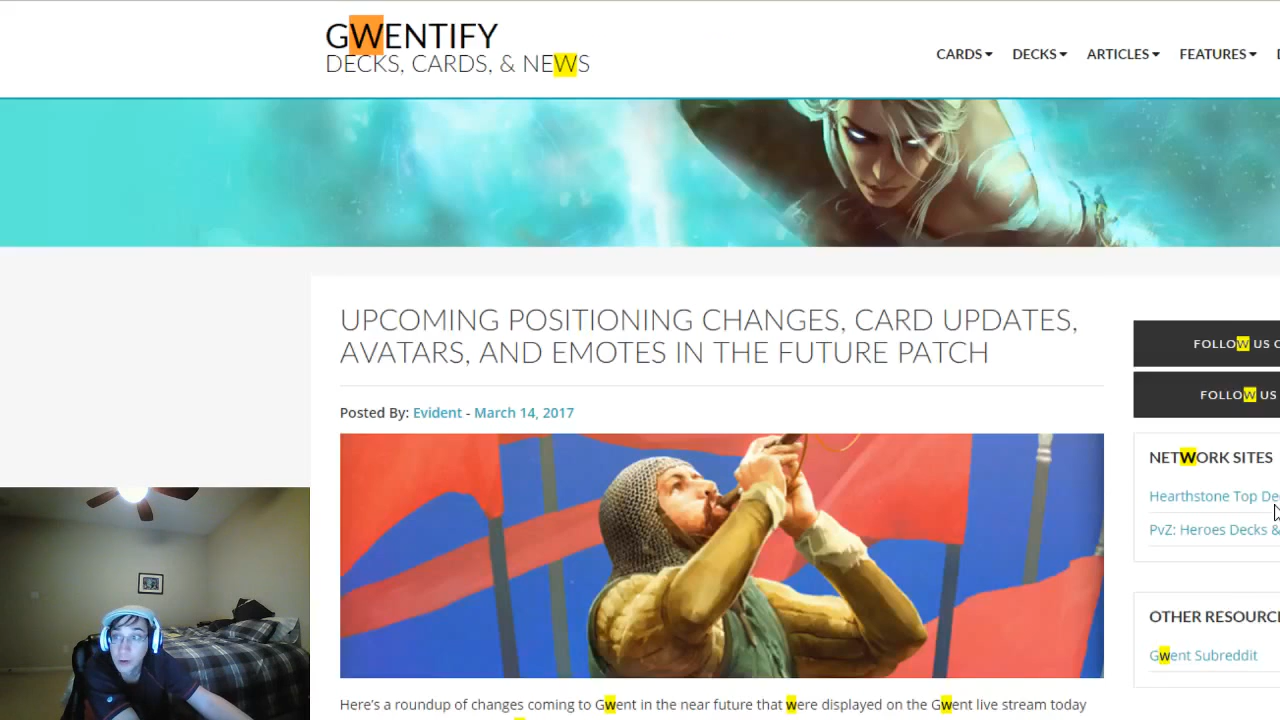 GWENTIFY
DECKS, CARDS, & NEWS
CARDS DECKS ARTICLES FEATURES
UPCOMING POSITIONING CHANGES, CARD UPDATES,
AVATARS, AND EMOTES IN THE FUTURE PATCH
Posted By: Evident - March 14, 2017
FOLLOW US
FOLLOW US
NETWORK SITES
Hearthstone Top
PvZ: Heroes Decks &
OTHER
Gwent Subreddit
Here's a roundup of changes coming to Gwent in the near future that were displayed on the Gwent live stream today